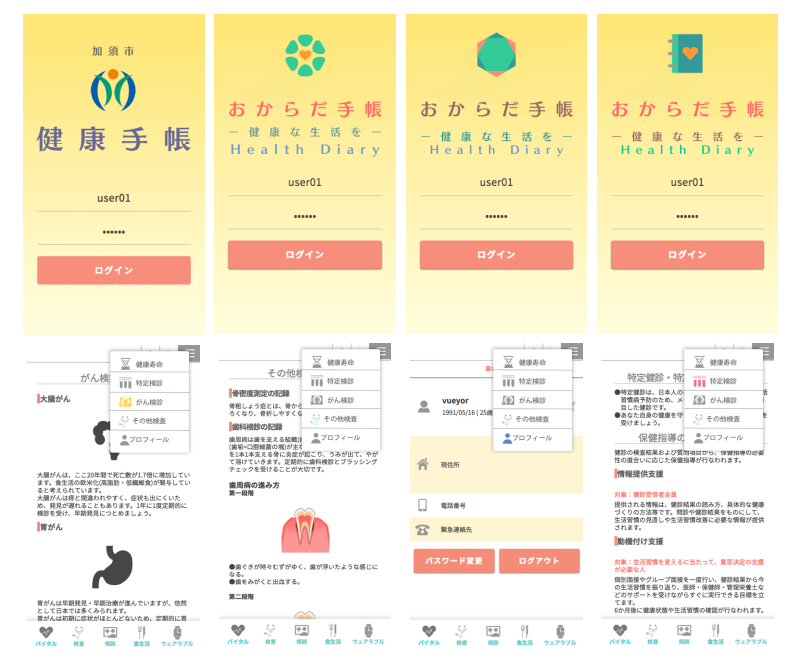 加須市
健康手帳
user01
••••••
ログイン
おからだ手帳
― 健康な生活を ―
Health Diary
user01
••••••
ログイン
おからだ手帳
― 健康な生活を ―
Health Diary
user01
••••••
ログイン
おからだ手帳
― 健康な生活を ―
Health Diary
user01
••••••
ログイン
がん検
健康寿命
特定検診
がん検診
その他検査
プロフィール
大腸がん
大腸がんは、ここ20年間で死亡数が1.7倍に増加してい
ます。食生活の欧米化(高脂肪・低繊維食)が関与してい
ると考えられています。
大腸がんは痔と間違われやすく、症状も出にくいた
め、発見が遅れることもあります。1年に1度定期的に
検診を受け、早期発見につとめましょう。
胃がん
胃がんは早期発見・早期治療が進んでいますが、依然
として日本では多くみられます。
胃がんは初期に症状がほとんどないため、定期的に胃
バイタル
検査
相談
食生活
ウェアラブル
その他検
健康寿命
特定検診
がん検診
その他検査
プロフィール
骨密度測定の記録
骨粗しょう症とは、骨から
ろくなり、骨折しやすくな
歯科検診の記録
歯周病は歯を支える組織(
(歯垢=口腔細菌の塊)が主な
を1本1本支える骨に炎症が起こり、うみが出て、やが
て溶けていきます。定期的に歯科検診とブラッシング
チェックを受けることが大切です。
歯周病の進み方
第一段階
●歯ぐきが時々むずがゆく、歯が浮いたような感じに
なる。
●歯をみがくと出血する。
第二段階
バイタル
検査
相談
食生活
ウェアラブル
健康寿命
特定検診
がん検診
その他検査
プロフィール
vueyor
1991/05/16 ( 25歳
現住所
電話番号
緊急連絡先
パスワード変更
ログアウト
バイタル
検査
相談
食生活
ウェアラブル
特定健診・特
健康寿命
特定検診
がん検診
その他検査
プロフィール
●特定健診は、日本人の
習慣病予防のため、メ
目した健診です。
●あなた自身の健康を守
受けましょう。
保健指導の
健診の検査結果および質問項目から、保健指導の必要
性の度合いに応じた保健指導が行なわれます。
情報提供支援
対象：健診受信者全員
提供される情報は、健診結果の読み方、具体的な健康
づくりの方法等です。問診や健診結果をものにして、
生活習慣の見直しや生活習慣改善に必要な情報が提供
されます。
動機付け支援
対象：生活習慣を変えるに当たって、意思決定の支援
が必要な人
個別面接やグループ面接を一度行い、健診結果から今
の生活習慣を振り返り、医師・保健師・管理栄養士な
どのサポートを受けながらすぐに実行できる目標を立
てます。
6か月後に健康状態や生活習慣の確認が行なわれます。
バイタル
検査
相談
食生活
ウェアラブル